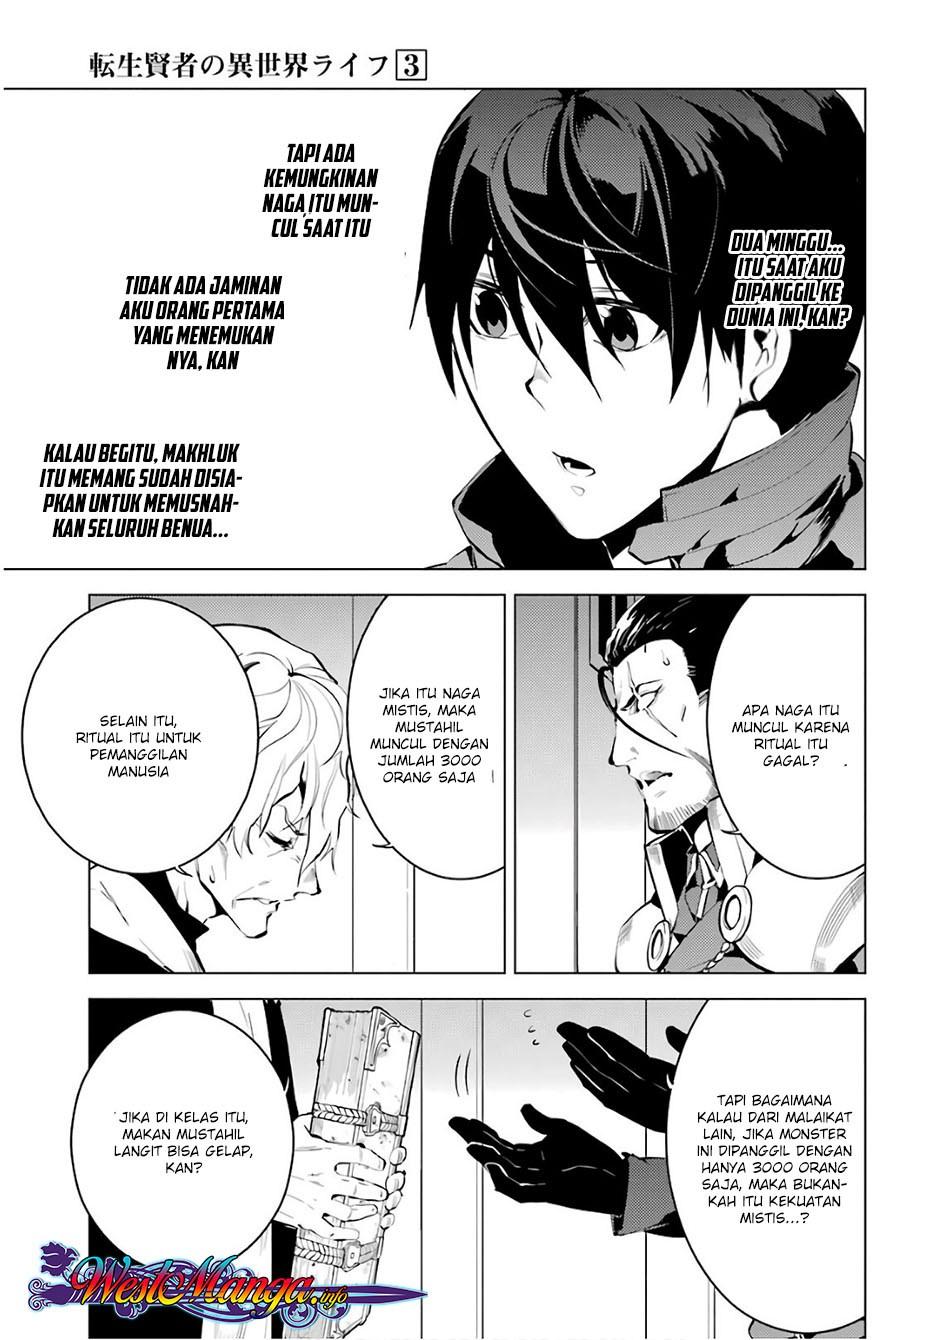 転生賢者の異世界ライフ3
DUA MINGGU...
ITU SAAT AKU
DIPANGGIL KE
DUNIA INI, KAN?
TAPI ADA
KEMUNGKINAN
NAGA ITU MUN-
CUL SAAT ITU
TIDAK ADA JAMINAN
AKU ORANG PERTAMA
YANG MENEMUKAN
NYA, KAN
KALAU BEGITU, MAKHLUK
ITU MEMANG SUDAH DISIA-
PKAN UNTUK MEMUSNAH-
KAN SELURUH BENUA...
APA NAGA ITU
MUNCUL KARENA
RITUAL ITU
GAGAL?
JIKA ITU NAGA
MISTIS, MAKA
MUSTAHIL
MUNCUL DENGAN
JUMLAH 3000
ORANG SAJA
SELAIN ITU,
RITUAL ITU UNTUK
PEMANGGILAN
MANUSIA
TAPI BAGAIMANA
KALAU DARI MALAIKAT
LAIN, JIKA MONSTER
INI DIPANGGIL DENGAN
HANYA 3000 ORANG
SAJA, MAKA BUKAN-
KAH ITU KEKUATAN
MISTIS...?
JIKA DI KELAS ITU,
MAKAN MUSTAHIL
LANGIT BISA GELAP,
KAN?
WestManga.info